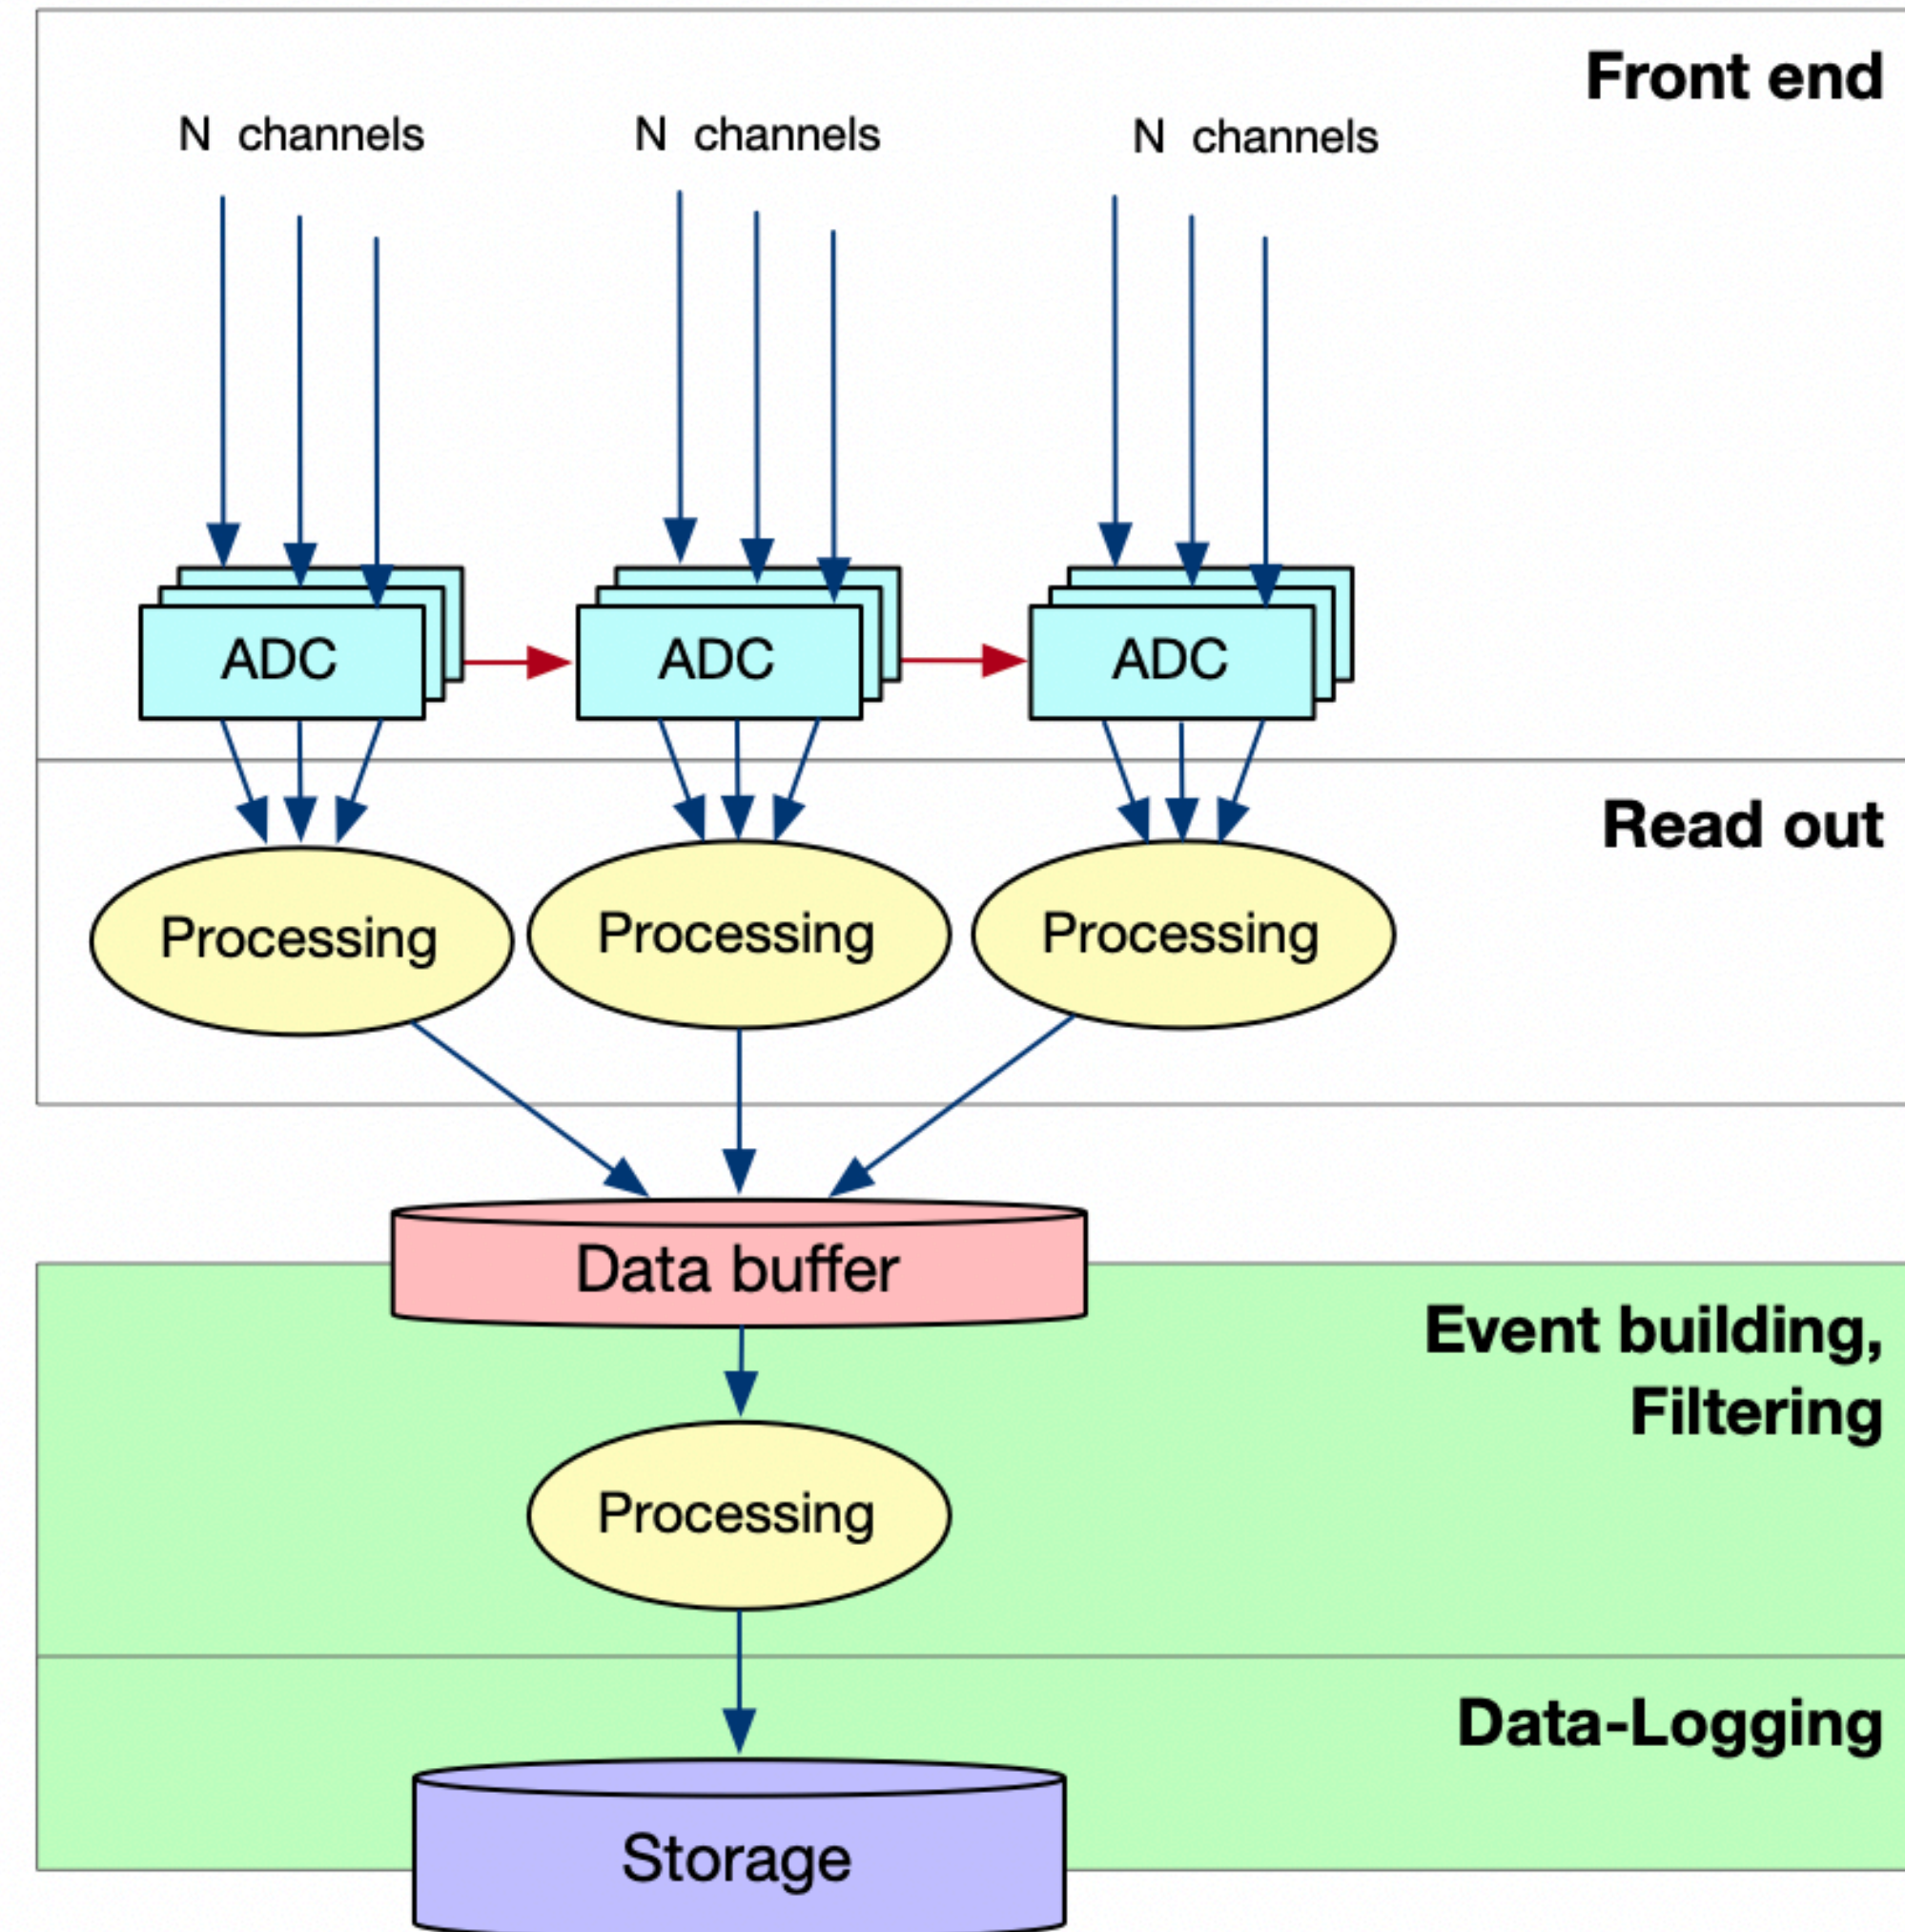 Front end
N channels
N channels
N channels
ADC
ADC
ADC
Read out
Processing
Processing
Processing
Data buffer
Event building,
Filtering
Processing
Data-Logging
Storage